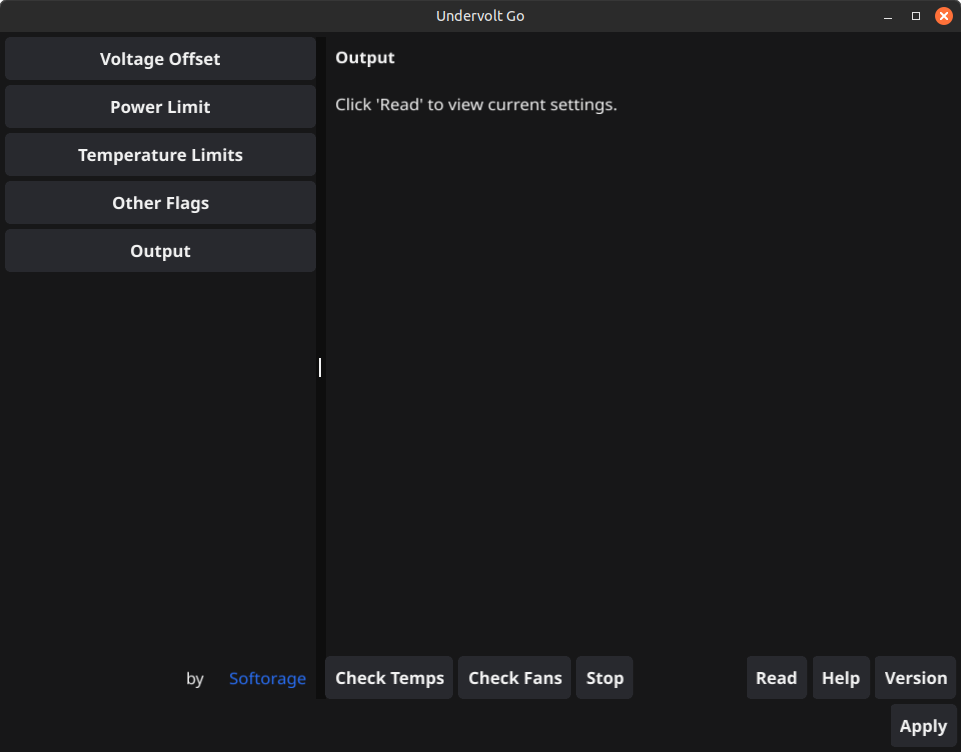 Undervolt Go
Voltage Offset
Power Limit
Temperature Limits
Other Flags
Output
by Softorage
Output
Click 'Read' to view current settings.
Check Temps Check Fans Stop Read Help Version
Apply